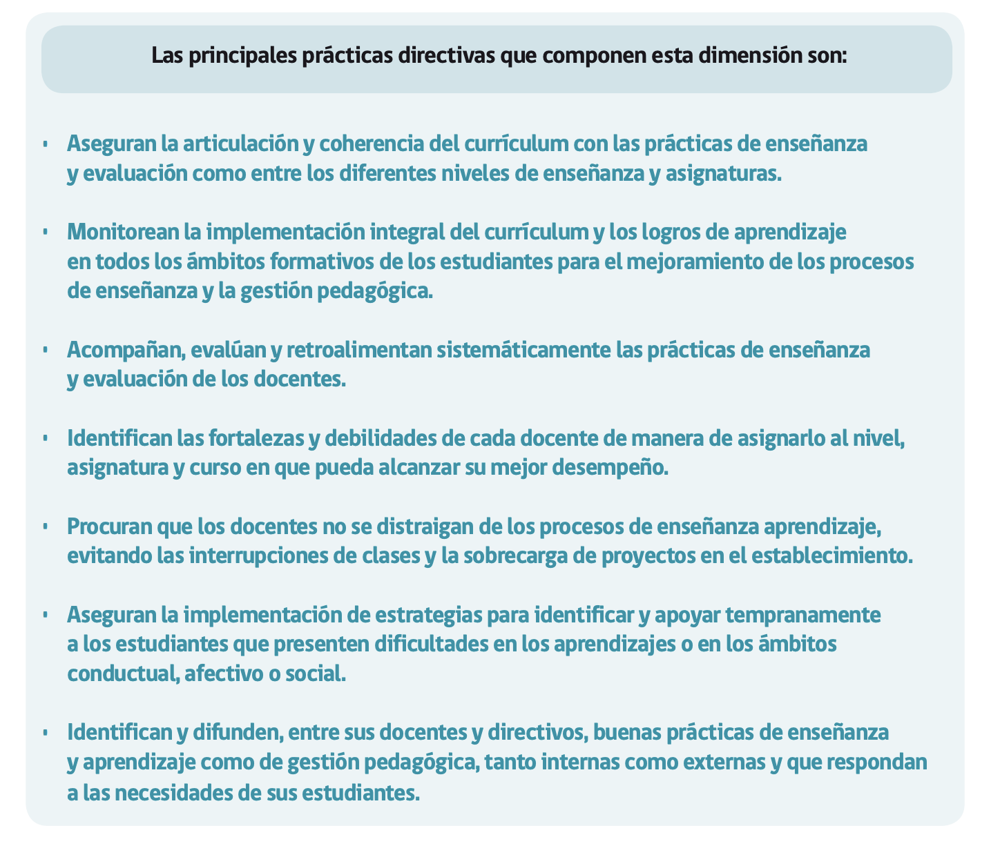 Las principales prácticas directivas que componen esta dimensión son:
· Aseguran la articulación y coherencia del currículum con las prácticas de enseñanza
y evaluación como entre los diferentes niveles de enseñanza y asignaturas.
· Monitorean la implementación integral del currículum y los logros de aprendizaje
en todos los ámbitos formativos de los estudiantes para el mejoramiento de los procesos
de enseñanza y la gestión pedagógica.
· Acompañan, evalúan y retroalimentan sistemáticamente las prácticas de enseñanza
y evaluación de los docentes.
· Identifican las fortalezas y debilidades de cada docente de manera de asignarlo al nivel,
asignatura y curso en que pueda alcanzar su mejor desempeño.
· Procuran que los docentes no se distraigan de los procesos de enseñanza aprendizaje,
evitando las interrupciones de clases y la sobrecarga de proyectos en el establecimiento.
· Aseguran la implementación de estrategias para identificar y apoyar tempranamente
a los estudiantes que presenten dificultades en los aprendizajes o en los ámbitos
conductual, afectivo o social.
· Identifican y difunden, entre sus docentes y directivos, buenas prácticas de enseñanza
y aprendizaje como de gestión pedagógica, tanto internas como externas y que respondan
a las necesidades de sus estudiantes.